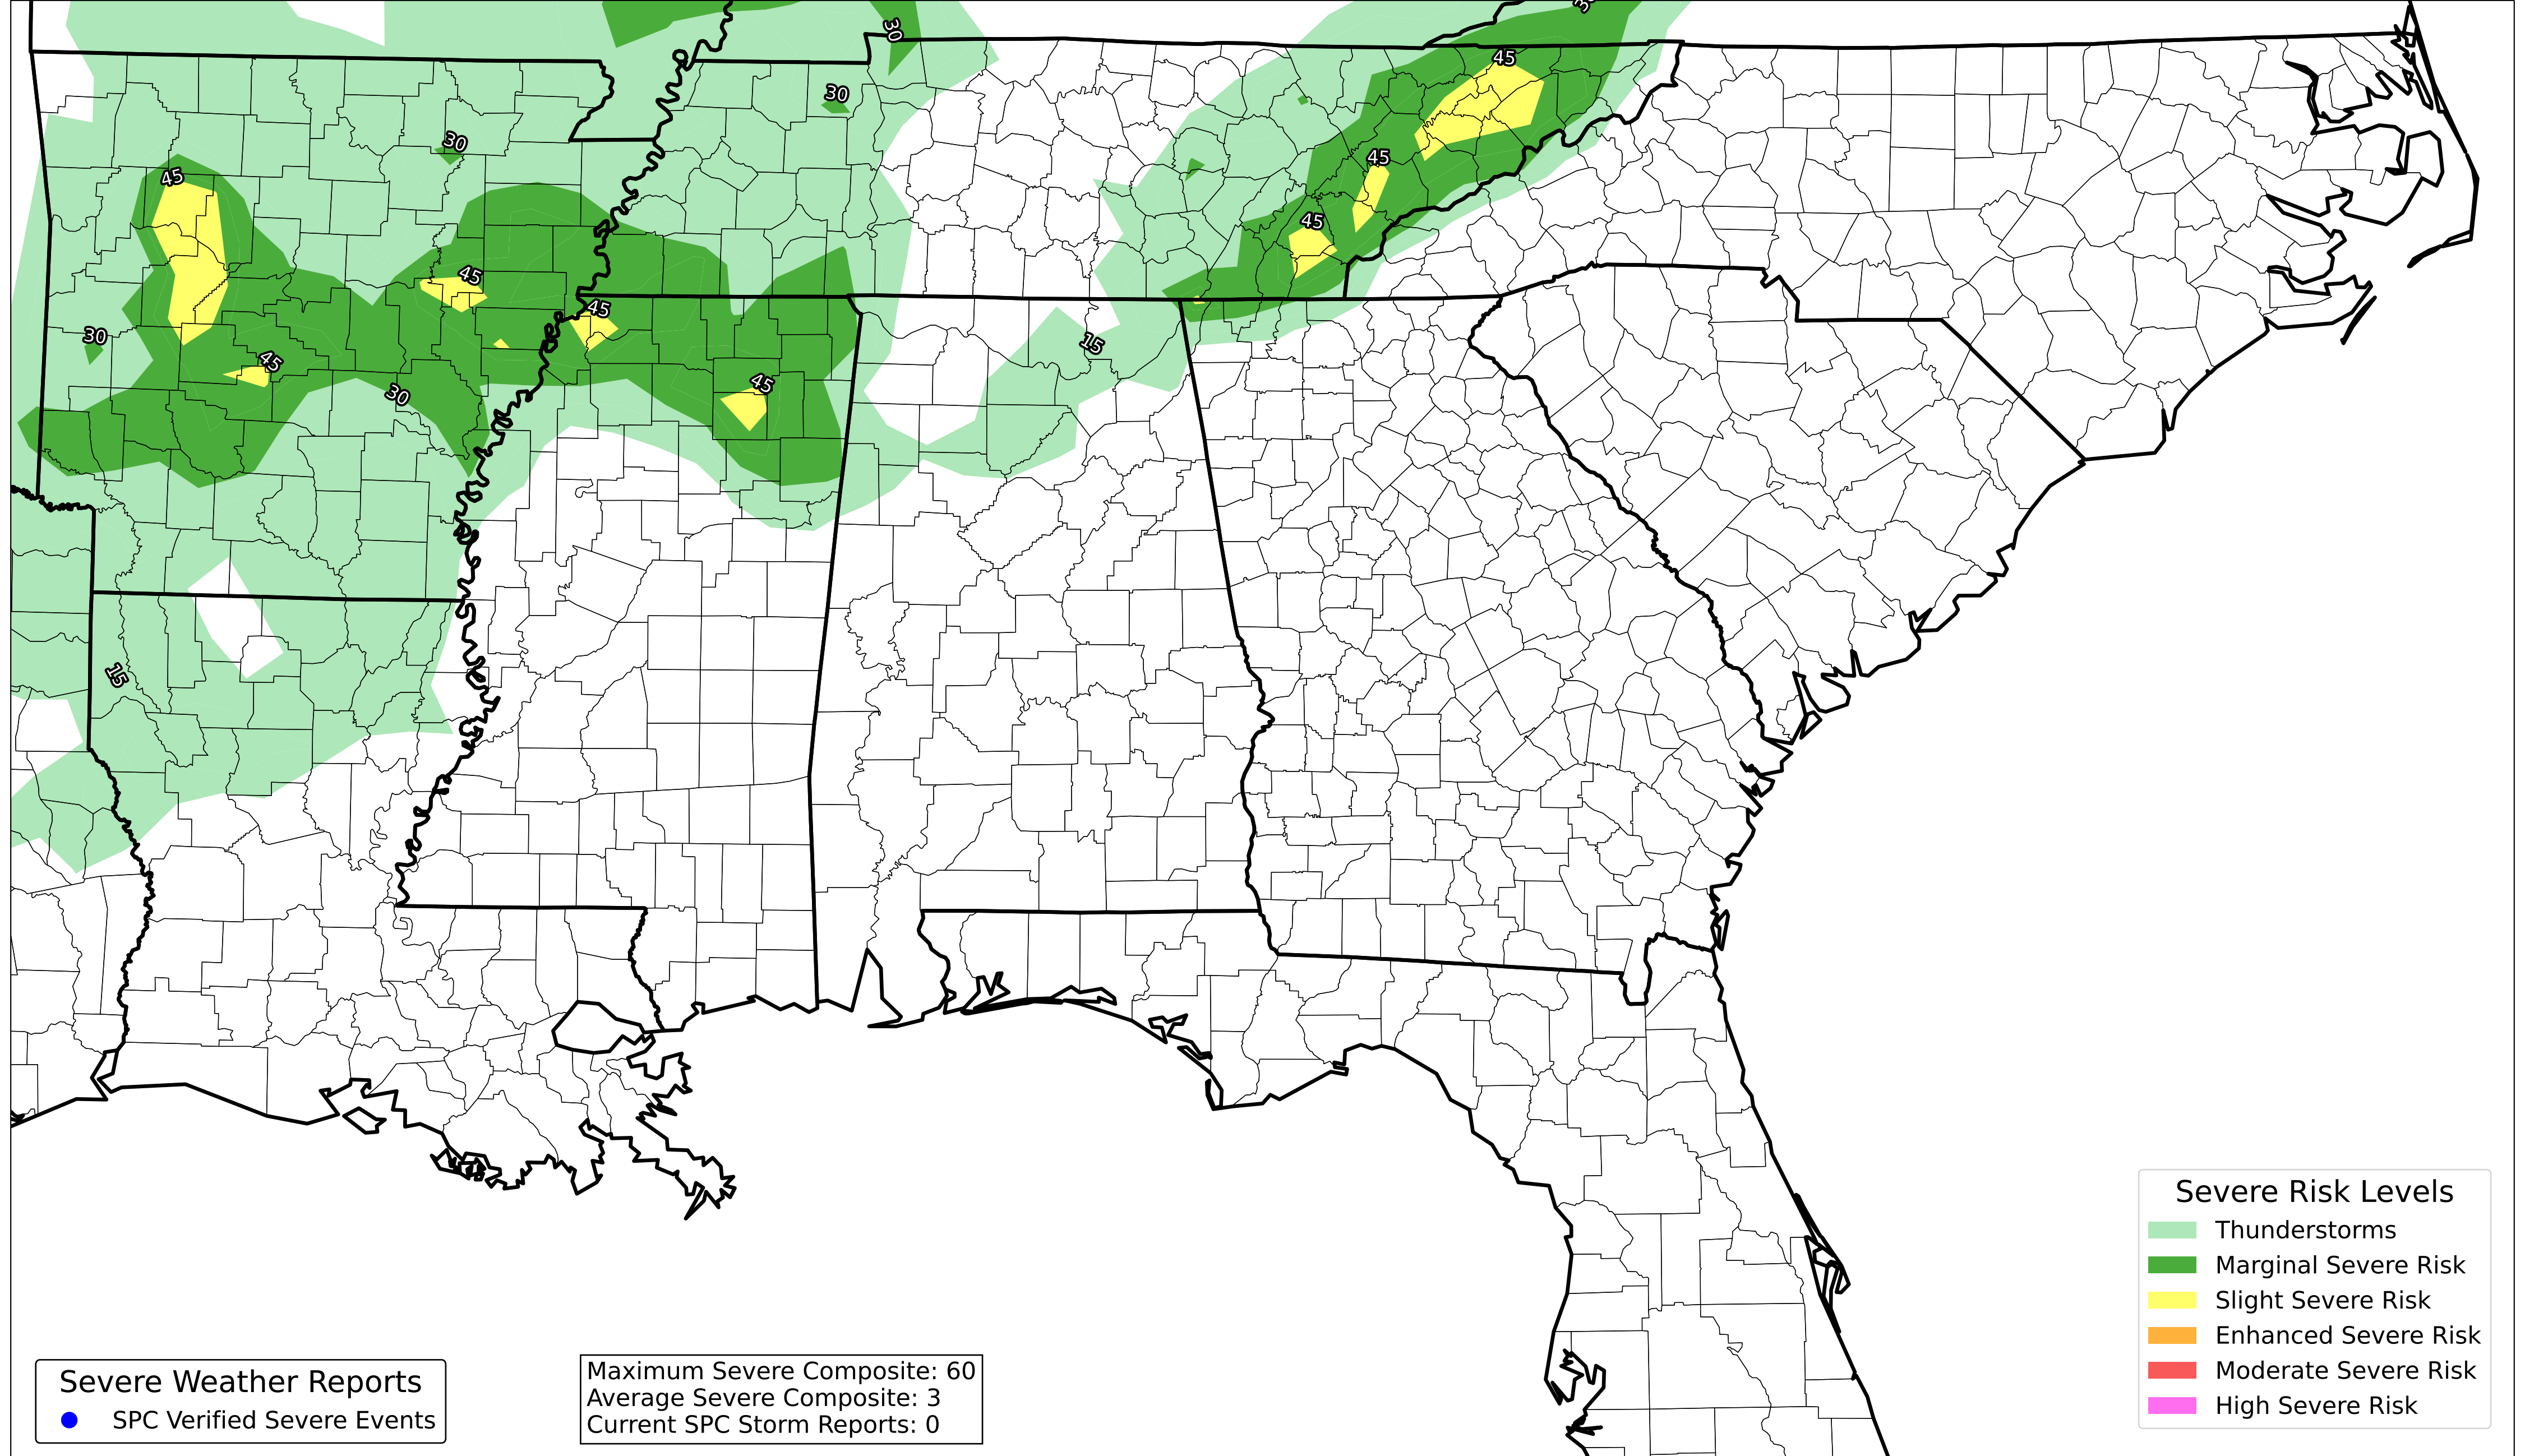 30
45
30
30
45
45
45
15
45
30
45
45
30
45
45
30
15
Severe Risk Levels
Thunderstorms
Marginal Severe Risk
Slight Severe Risk
Enhanced Severe Risk
Moderate Severe Risk
High Severe Risk
Severe Weather Reports
SPC Verified Severe Events
Maximum Severe Composite: 60
Average Severe Composite: 3
Current SPC Storm Reports: 0